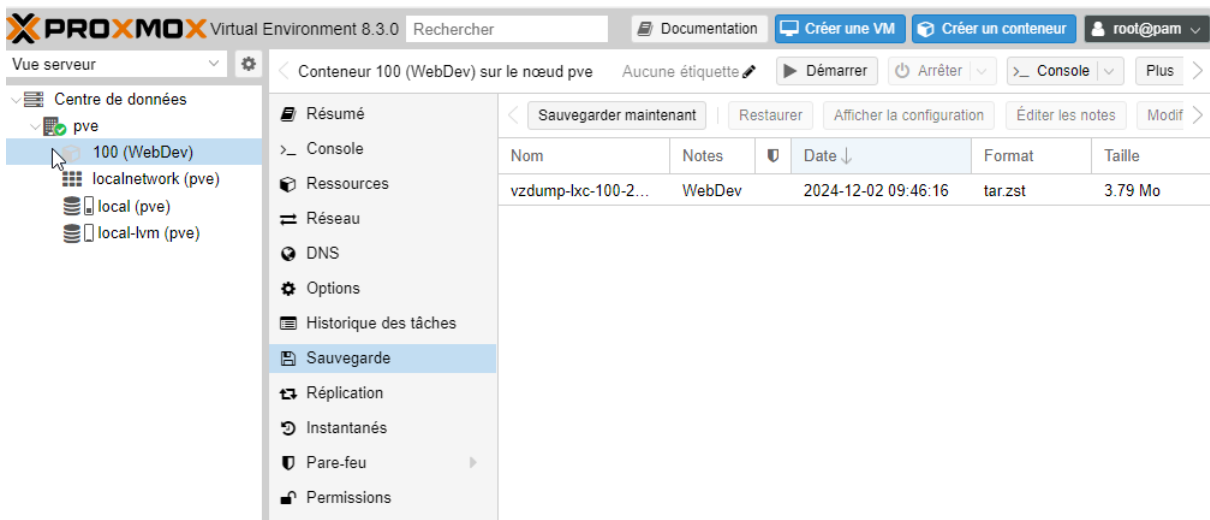 PROXMOX Virtual Environment 8.3.0 Rechercher Documentation Créer une VM Créer un conteneur root@pam
Vue serveur
Centre de données
pve
100 (WebDev)
localnetwork (pve)
local (pve)
local-lvm (pve)
Conteneur 100 (WebDev) sur le nœud pve Aucune étiquette Démarrer Arrêter >_ Console Plus
Résumé
>_ Console
Ressources
Réseau
DNS
Options
Historique des tâches
Sauvegarde
Réplication
Instantanés
Pare-feu
Permissions
Sauvegarder maintenant Restaurer Afficher la configuration Éditer les notes Modif
Nom Notes Date Format Taille
vzdump-lxc-100-2... WebDev 2024-12-02 09:46:16 tar.zst 3.79 Mo